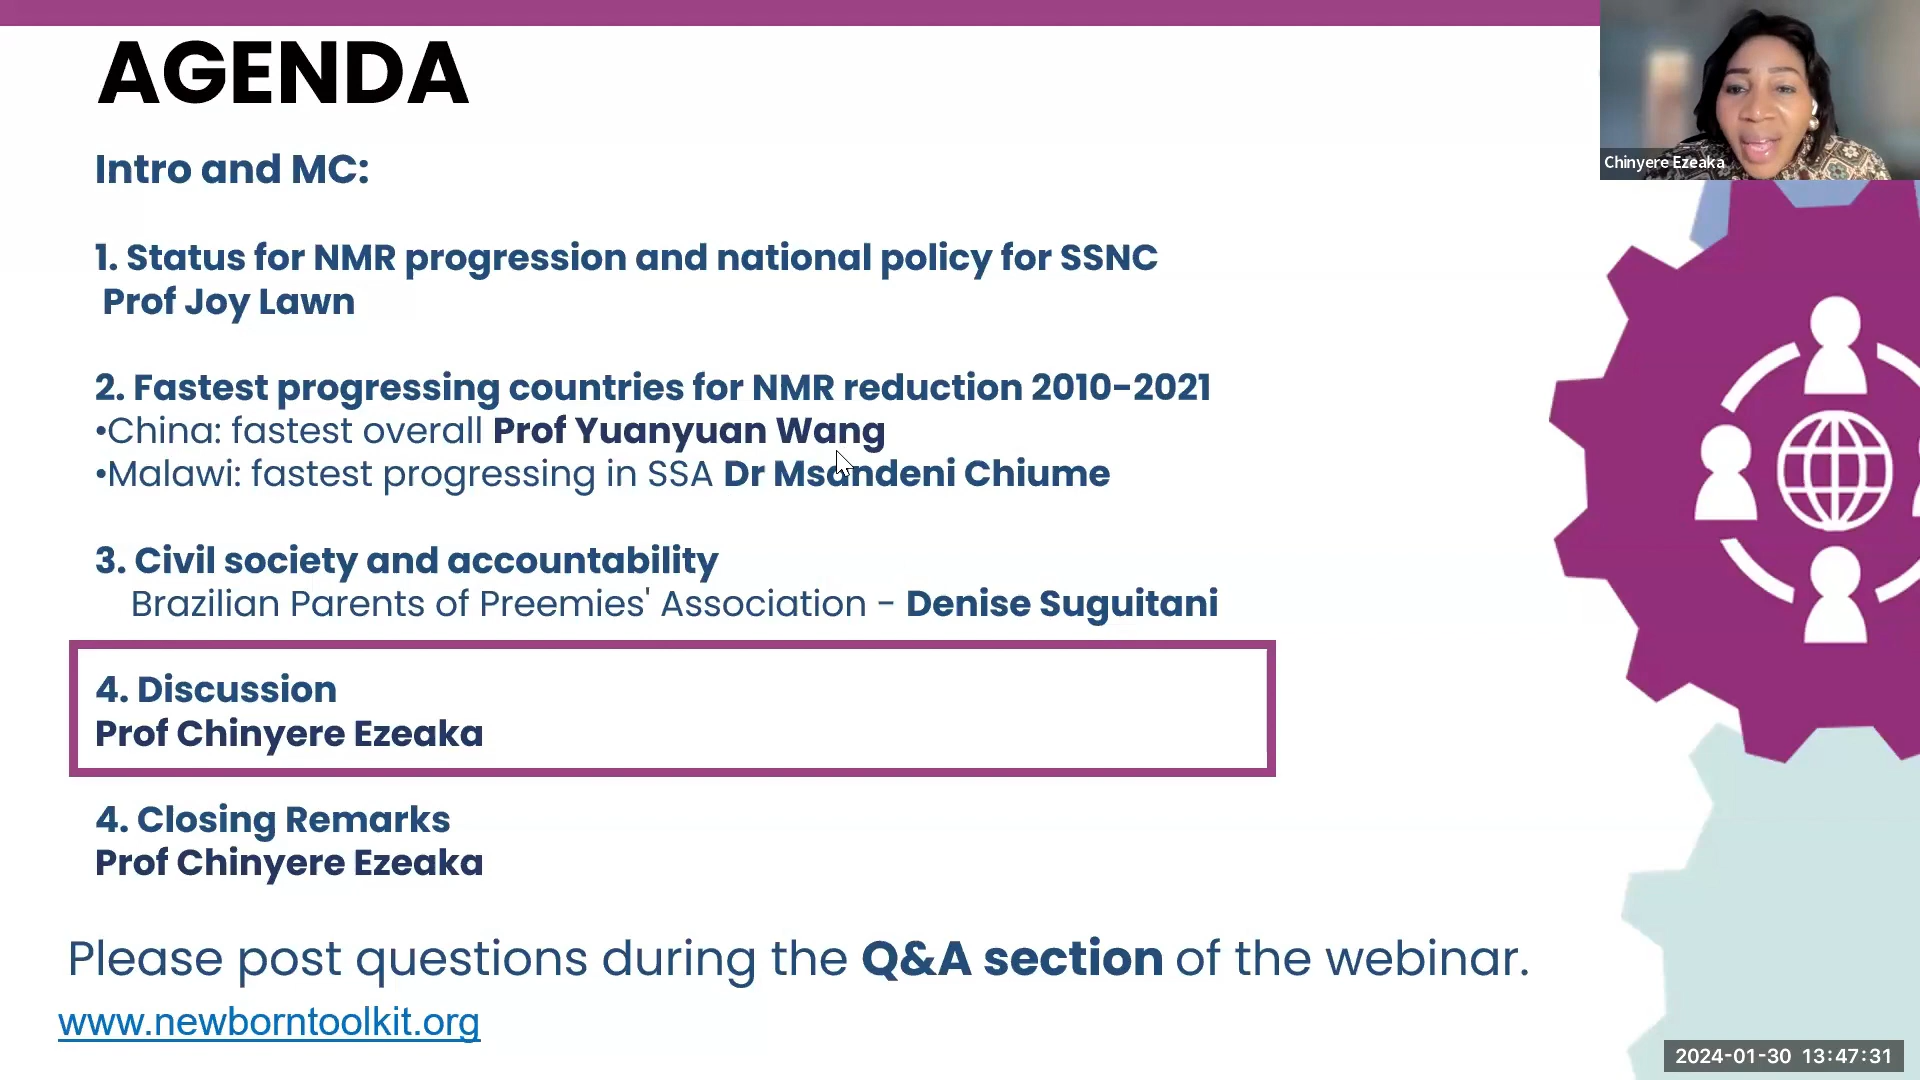 AGENDA
Chinyere Ezeaka
Intro and MC:
1. Status for NMR progression and national policy for SSNC
Prof Joy Lawn
2. Fastest progressing countries for NMR reduction 2010-2021
•China: fastest overall Prof Yuanyuan Wang
•Malawi: fastest progressing in SSA Dr Msandeni Chiume
3. Civil society and accountability
Brazilian Parents of Preemies' Association - Denise Suguitani
4. Discussion
Prof Chinyere Ezeaka
4. Closing Remarks
Prof Chinyere Ezeaka
Please post questions during the Q&A section of the webinar.
www.newborntoolkit.org
2024-01-30 13:47:31